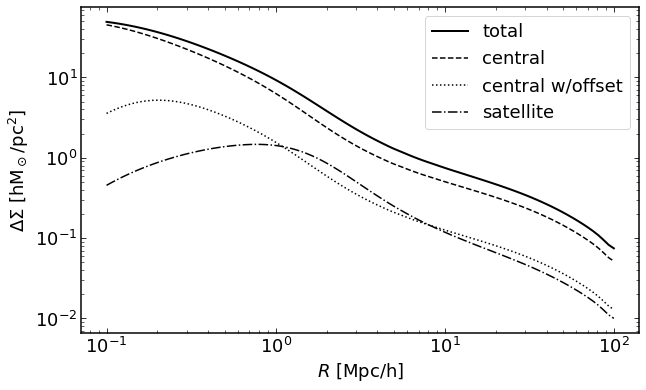 total
central
central w/offset
satellite
ΔΣ [hM⊙/pc²]
10¹
10⁰
10⁻¹
10⁻²
10⁻¹
10⁰
10¹
10²
R [Mpc/h]